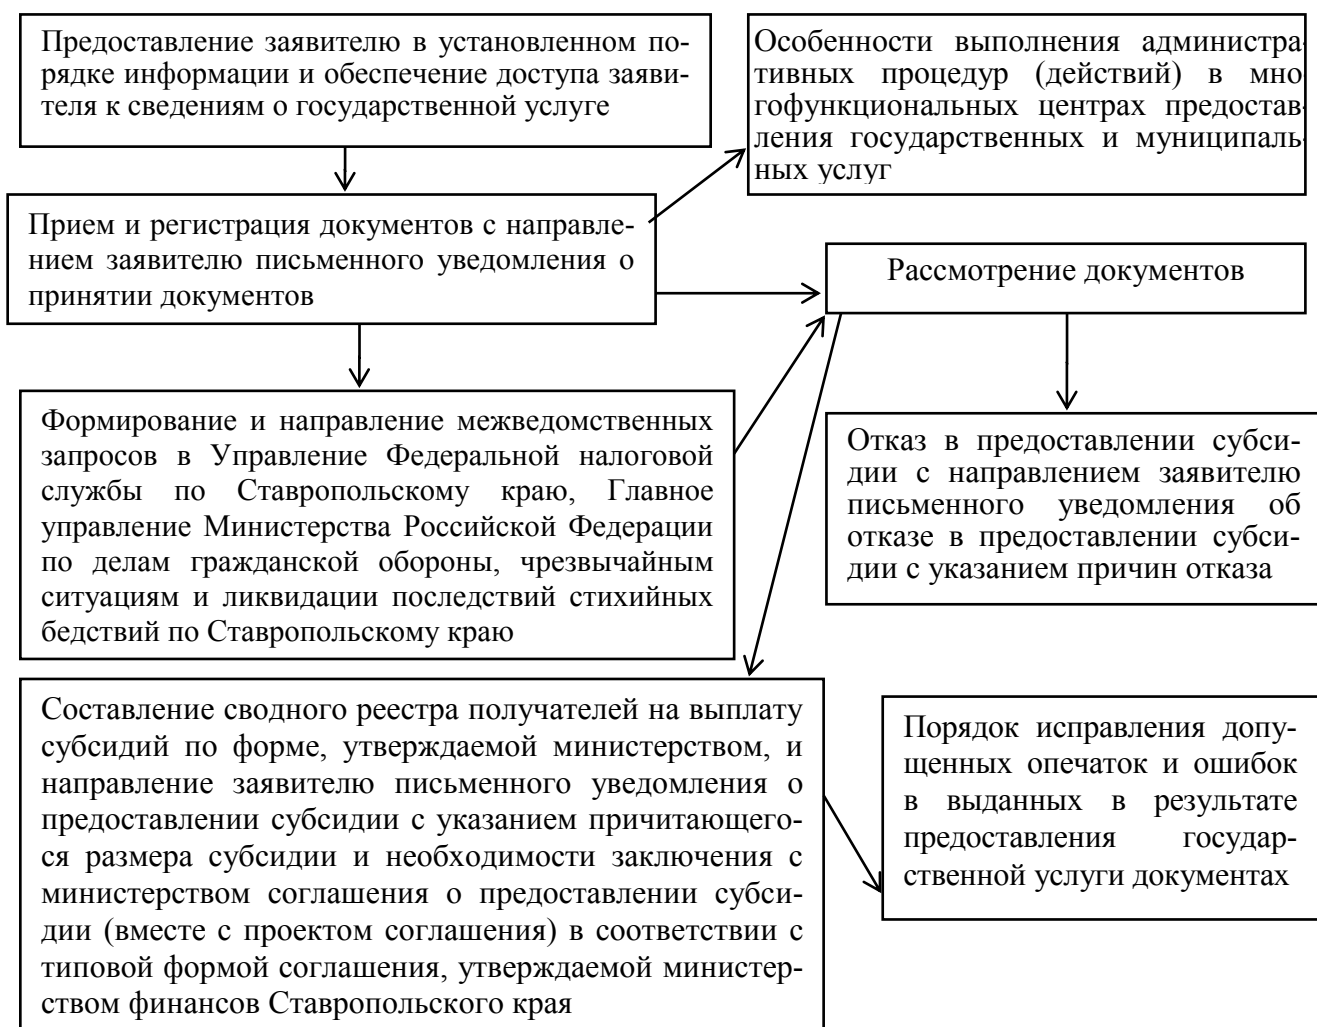 Предоставление заявителю в установленном по-
рядке информации и обеспечение доступа заяви-
теля к сведениям о государственной услуге
Особенности выполнения администра-
тивных процедур (действий) в мно
гофункциональных центрах предостав-
ления государственных и муниципаль-
ных услуг
Прием и регистрация документов с направле-
нием заявителю письменного уведомления о
принятии документов
Рассмотрение документов
Формирование и направление межведомственных
запросов в Управление Федеральной налоговой
службы по Ставропольскому краю, Главное
управление Министерства Российской Федерации
по делам гражданской обороны, чрезвычайным
ситуациям и ликвидации последствий стихийных
бедствий по Ставропольскому краю
Отказ в предоставлении субси-
дии с направлением заявителю
письменного уведомления об
отказе в предоставлении субси-
дии с указанием причин отказа
Составление сводного реестра получателей на выплату
субсидий по форме, утверждаемой министерством, и
направление заявителю письменного уведомления о
предоставлении субсидии с указанием причитающего-
ся размера субсидии и необходимости заключения с
министерством соглашения о предоставлении субси-
дии (вместе с проектом соглашения) в соответствии с
типовой формой соглашения, утверждаемой министер-
ством финансов Ставропольского края
Порядок исправления допу-
щенных опечаток и ошибок
в выданных в результате
предоставления государ-
ственной услуги документах